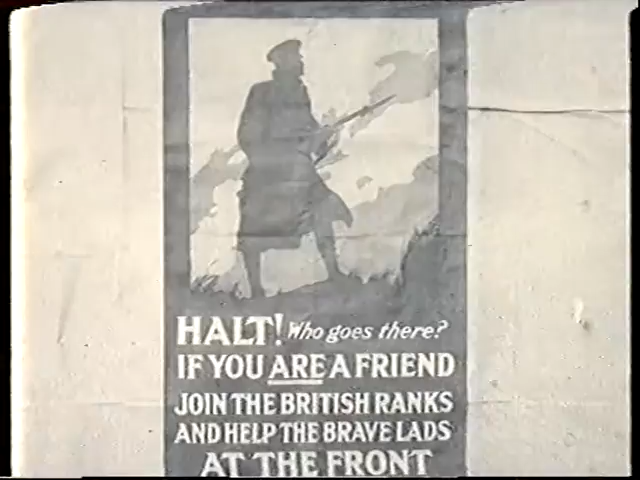 HALT! Who goes there?
IF YOU ARE A FRIEND
JOIN THE BRITISH RANKS
AND HELP THE BRAVE LADS
AT THE FRONT